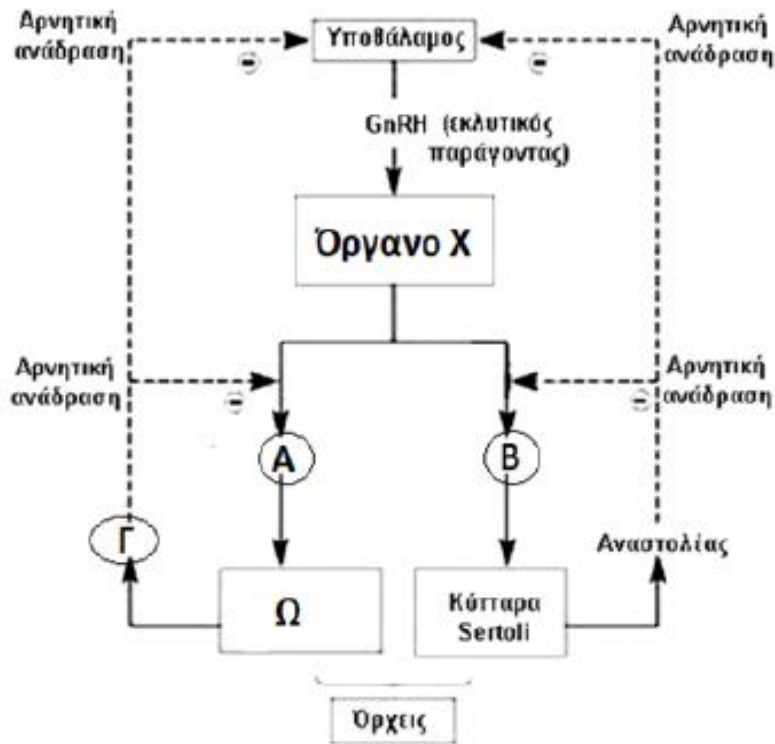 Αρνητική
ανάδραση
Υποθάλαμος
Αρνητική
ανάδραση
GnRH (εκλυτικός
παράγοντας)
Όργανο Χ
Αρνητική
ανάδραση
Αρνητική
ανάδραση
Α
Β
Γ
Αναστολίας
Ω
Κύτταρα
Sertoli
Όρχεις